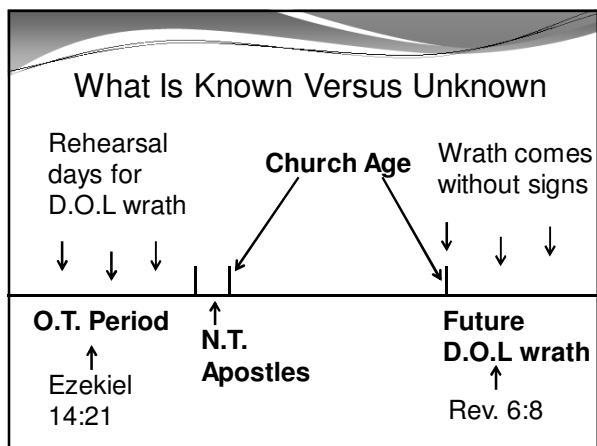 What Is Known Versus Unknown
Rehearsal
days for
D.O.L wrath
Church Age
Wrath comes
without signs
O.T. Period
N.T.
Apostles
Future
D.O.L wrath
Ezekiel
14:21
Rev. 6:8